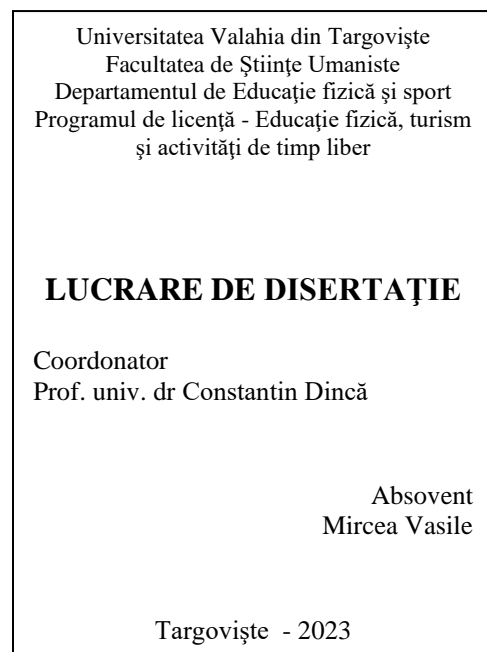 Universitatea Valahia din Targovişte
Facultatea de Ştiinţe Umaniste
Departamentul de Educaţie fizică şi sport
Programul de licenţă - Educaţie fizică, turism
şi activităţi de timp liber
LUCRARE DE DISERTAŢIE
Coordonator
Prof. univ. dr Constantin Dincă
Absovent
Mircea Vasile
Targovişte - 2023